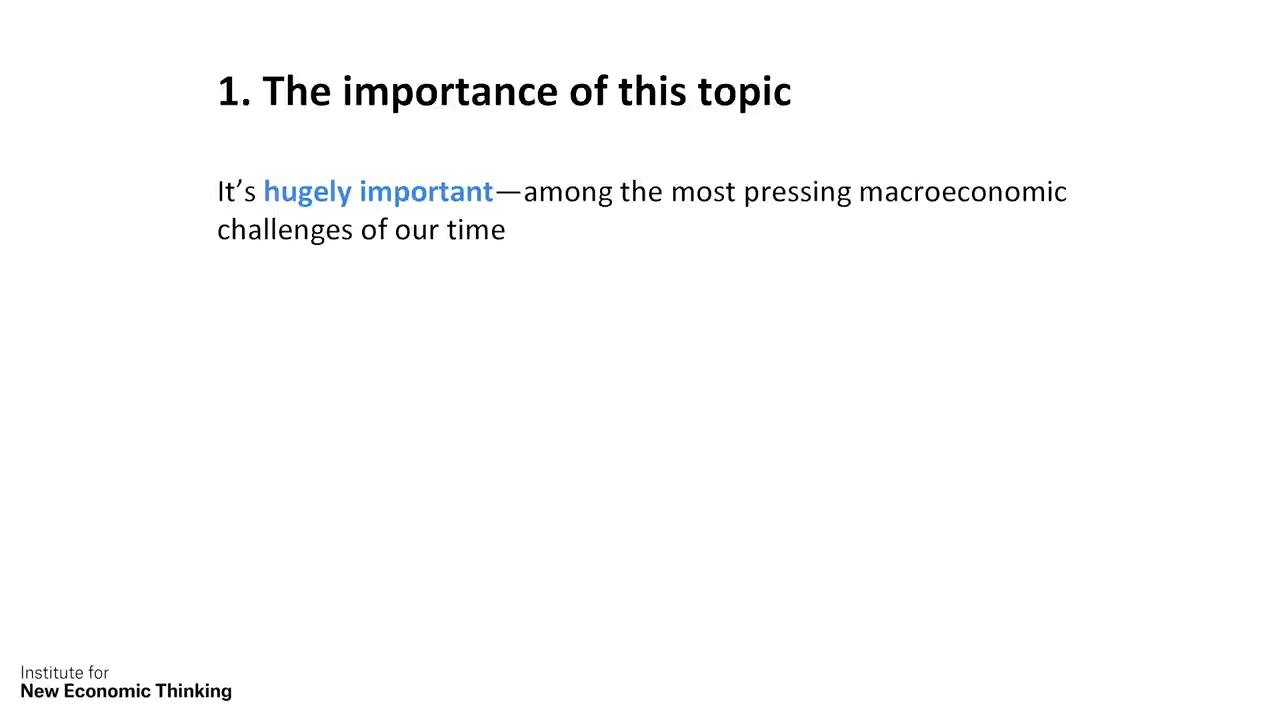 1. The importance of this topic
It’s hugely important—among the most pressing macroeconomic
challenges of our time
Institute for
New Economic Thinking